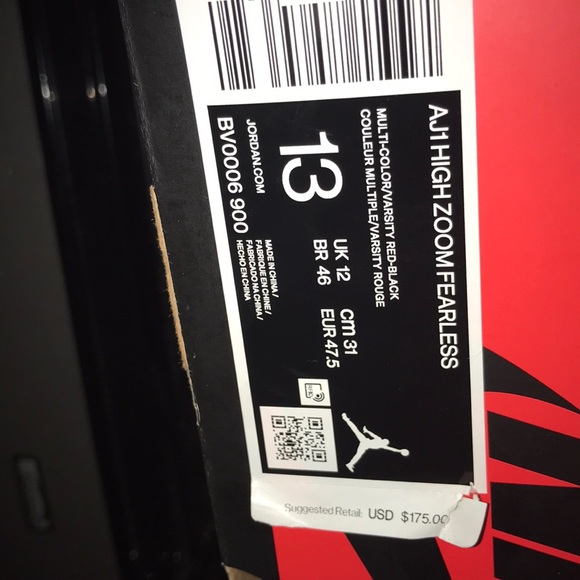 AJ1 HIGH ZOOM FEARLESS
MULTI-COLOR/VARSITY RED-BLACK
COULEUR MULTIPLE/VARSITY ROUGE
13
UK 12
cm 31
BR 46
EUR 47.5
JORDAN.COM
MADE IN CHINA/
FABRIQUE EN CHINE/
FABRICADO NA CHINA/
HECHO EN CHINA
BV0006 900
Suggested Retail: USD $175.00